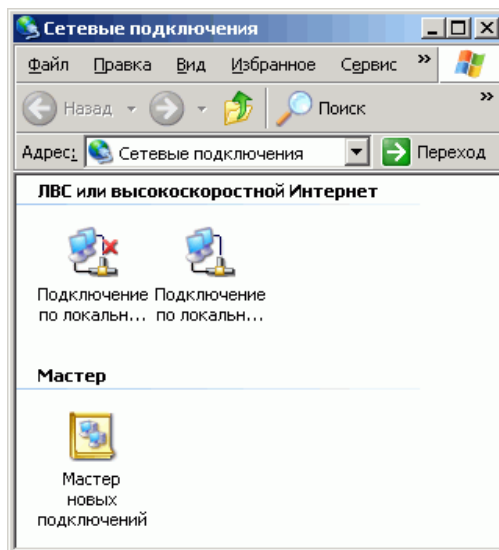 Сетевые подключения
Файл Правка Вид Избранное Сервис »
Назад Поиск »
Адрес: Сетевые подключения Переход
ЛВС или высокоскоростной Интернет
Подключение Подключение
по локальн... по локальн...
Мастер
Мастер
новых
подключений